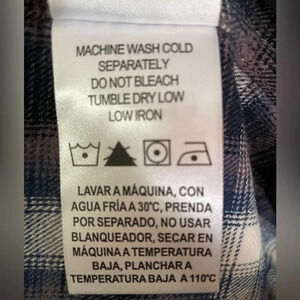 MACHINE WASH COLD
SEPARATELY
DO NOT BLEACH
TUMBLE DRY LOW
LOW IRON
LAVAR A MÁQUINA, CON
AGUA FRÍA A 30°C, PRENDA
POR SEPARADO, NO USAR
BLANQUEADOR, SECAR EN
MÁQUINA A TEMPERATURA
BAJA, PLANCHAR A
TEMPERATURA BAJA A 110°C